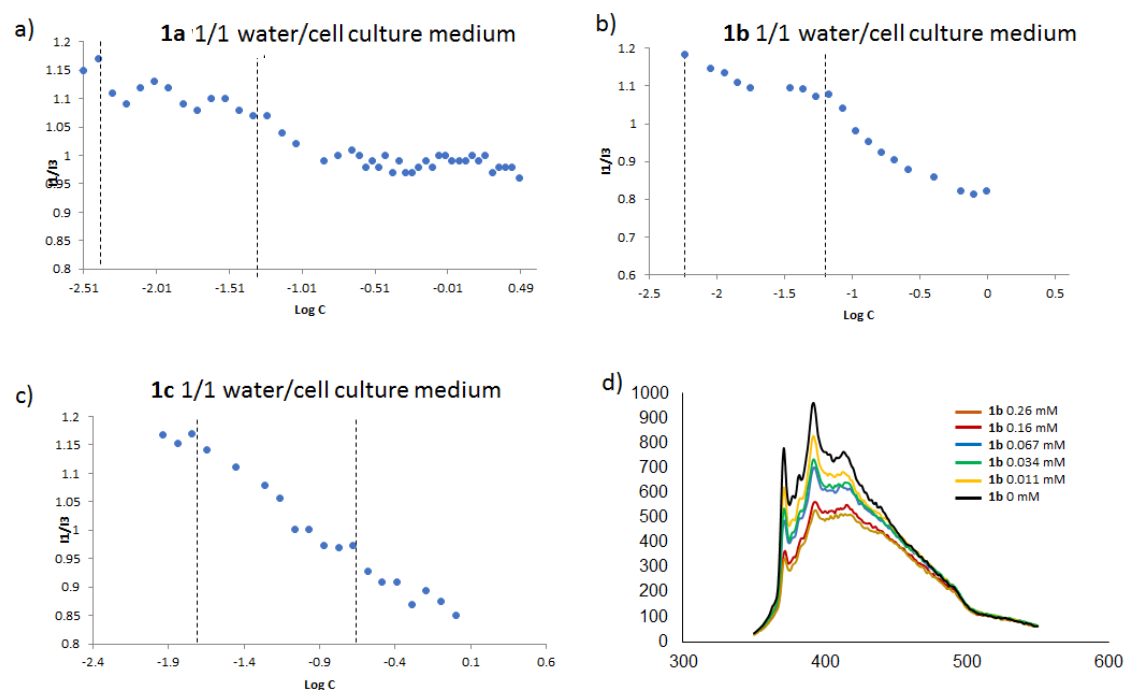 a)
1a 1/1 water/cell culture medium
1.2
1.15
1.1
1.05
1
0.95
0.9
0.85
0.8
I1/I3
-2.51 -2.01 -1.51 -1.01 -0.51 -0.01 0.49
Log C
b)
1b 1/1 water/cell culture medium
1.2
1.1
1
0.9
0.8
0.7
0.6
I1/I3
-2.5 -2 -1.5 -1 -0.5 0 0.5
Log C
c)
1c 1/1 water/cell culture medium
1.2
1.15
1.1
1.05
1
0.95
0.9
0.85
0.8
I1/I3
-2.4 -1.9 -1.4 -0.9 -0.4 0.1 0.6
Log C
d)
1000
900
800
700
600
500
400
300
200
100
0
300 400 500 600
1b 0.26 mM
1b 0.16 mM
1b 0.067 mM
1b 0.034 mM
1b 0.011 mM
1b 0 mM